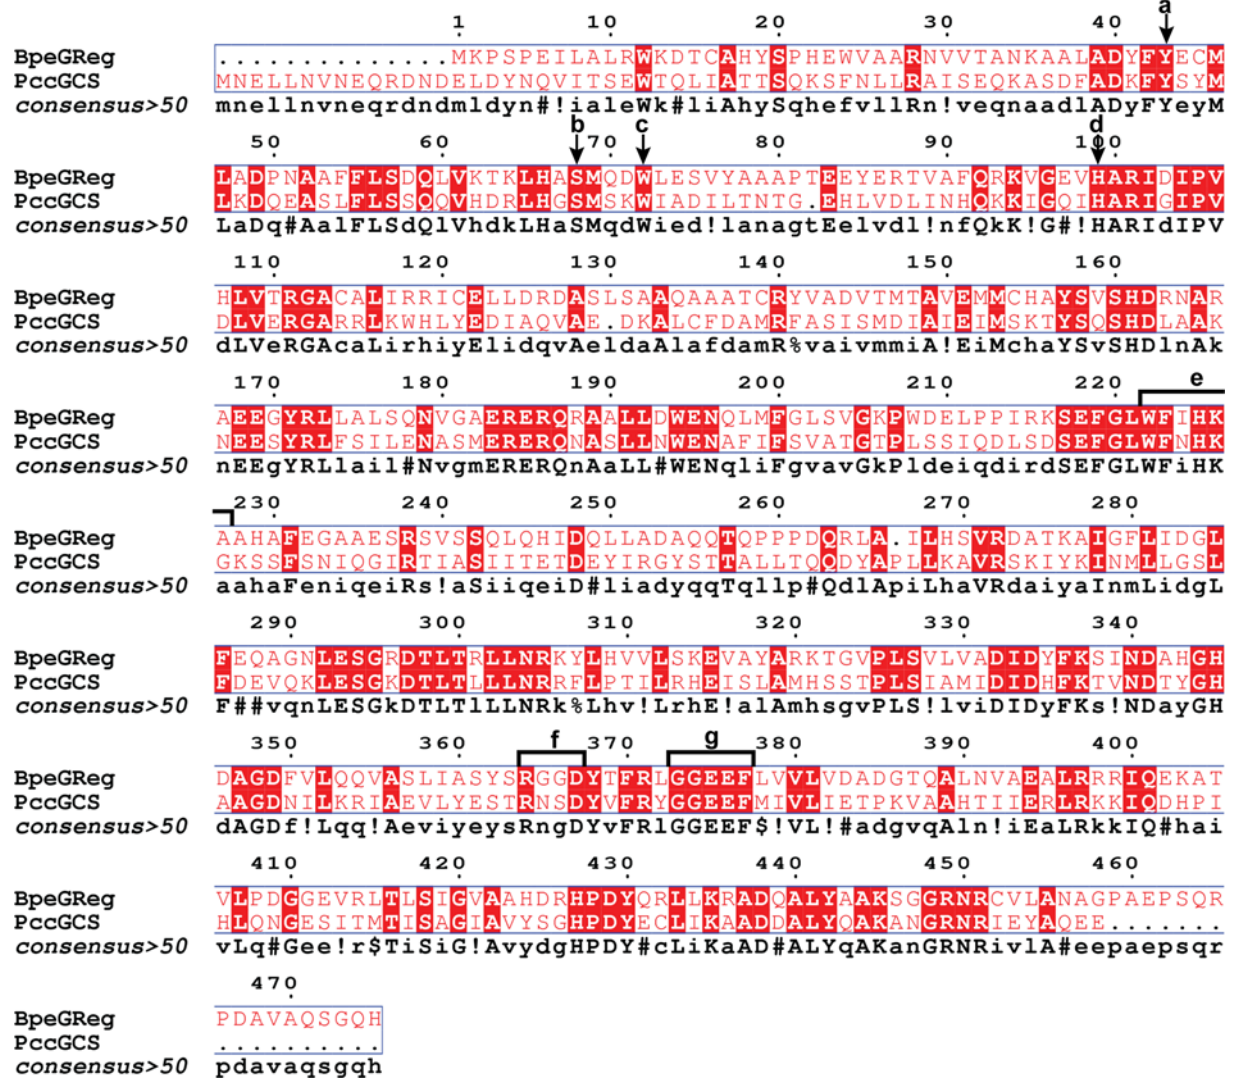 a
1 10 20 30 40
BpeGReg ..............MKPSPEILALRWKDTCAHYSPHEWVAARNVVTANKAALADYFYECM
PccGCS MNELLNVNEQRDNDELDYNQVITSEWTQLIATTSQKSFNLLRAISEQKASDFADKFYSYM
consensus>50 mnellnvneqrdndmldyn#!ialeWk#liAhySqhefvllRn!veqnaadlADyFYeyM
b c d
50 60 70 80 90 100
BpeGReg LADPNAAFFLSDQLVKTKLHASMQDWLESVYAAAPTEEYERTVAFQRKVGEVHARIDIPV
PccGCS LKDQEASLFLSSQQVHDRLHGSMSKWIADILTNTG.EHLVDLINHQKKIGQIHARIGIPV
consensus>50 LaDq#AalFLSdQlVhdkLHaSMqdWied!lanagtEelvdl!nfQkK!G#!HARIdIPV
110 120 130 140 150 160
BpeGReg HLVTRGACALIRRICELLDRDASLSAAQAAATCRYVADVTMTAVEMMCHAYSVSHDRNAR
PccGCS DLVERGARRLKWHLYEDIAQVAE.DKALCFDAMRFASISMDIAIEIMSKTYSQSHDLAAK
consensus>50 dLVeRGAcaLirhiyElidqvAeldaAlafdamR%vaivmmiA!EiMchaYSvSHDlnAk
170 180 190 200 210 220 e
BpeGReg AEEGYRLLALSQNVGAERERQRAALLDWENQLMFGLSVGKPWDELPPIRKSEFGLWFIHK
PccGCS NEESYRLFSILENASMERERQNASLLNWENAFIFSVATGTPLSSIQDLSDSEFGLWFNHK
consensus>50 nEEgYRLlail#NvgmERERQnAaLL#WENqliFgvavGkPldeiqdirdSEFGLWFiHK
230 240 250 260 270 280
BpeGReg AAHAFEGAAESRSVSSQLQHIDQLLADAQQTQPPPDQRLA.ILHSVRDATKAIGFLIDGL
PccGCS GKSSFSNIQGIRTIASIITETDEYIRGYSTTALLTQQDYAPLLKAVRSKIYKINMLLGSL
consensus>50 aahaFeniqeiRs!aSiiqeiD#liadyqqTqllp#QdlApiLhaVRdaiyaInmLidgL
290 300 310 320 330 340
BpeGReg FEQAGNLESGRDTLTRLLNRKYLHVVLSKEVAYARKTGVPLSVLVADIDYFKSINDAHGH
PccGCS FDEVQKLESGKDTLTLLLNRRFLPTILRHEISLAMHSSTPLSIAMIDIDHFKTVNDTYGH
consensus>50 F##vqnLESGkDTLTlLLNRk%Lhv!LrhE!alAmhsgvPLS!lviDIDyFKs!NDayGH
350 360 f 370 g 380 390 400
BpeGReg DAGDFVLQQVASLIASYSRGGDYTFRLGGEEFLVVLVDADGTQALNVAEALRRRIQEKAT
PccGCS AAGDNILKRIAEVLYESTRNSDYVFRYGGEEFMIVLIETPKVAAHTIIERLRKKIQDHPI
consensus>50 dAGDf!Lqq!AeviyeysRngDYvFRlGGEEF$!VL!#adgvqAln!iEaLRkkIQ#hai
410 420 430 440 450 460
BpeGReg VLPDGGEVRLTLSIGVAAHDRHPDYQRLLKRADQALYAAKSGGRNRCVLANAGPAEPSQR
PccGCS HLQNGESITMTISAGIAVYSGHPDYECLIKAADDALYQAKANGRNRIEYAQEE.......
consensus>50 vLq#Gee!r$TiSiG!AvydgHPDY#cLiKaAD#ALYqAKanGRNRivlA#eepaepsqr
470
BpeGReg PDAVAQSGQH
PccGCS ..........
consensus>50 pdavaqsgqh